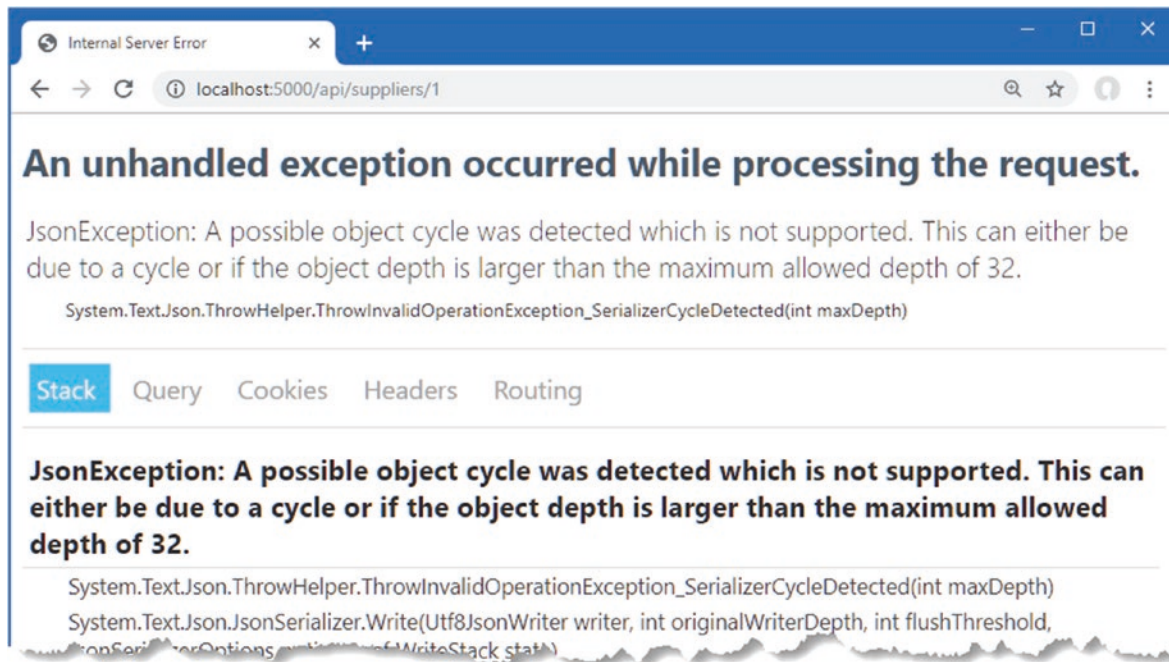 Internal Server Error
localhost:5000/api/suppliers/1
An unhandled exception occurred while processing the request.
JsonException: A possible object cycle was detected which is not supported. This can either be
due to a cycle or if the object depth is larger than the maximum allowed depth of 32.
System.Text.Json.ThrowHelper.ThrowInvalidOperationException_SerializerCycleDetected(int maxDepth)
Stack Query Cookies Headers Routing
JsonException: A possible object cycle was detected which is not supported. This can
either be due to a cycle or if the object depth is larger than the maximum allowed
depth of 32.
System.Text.Json.ThrowHelper.ThrowInvalidOperationException_SerializerCycleDetected(int maxDepth)
System.Text.Json.JsonSerializer.Write(Utf8JsonWriter writer, int originalWriterDepth, int flushThreshold,
WriteStack